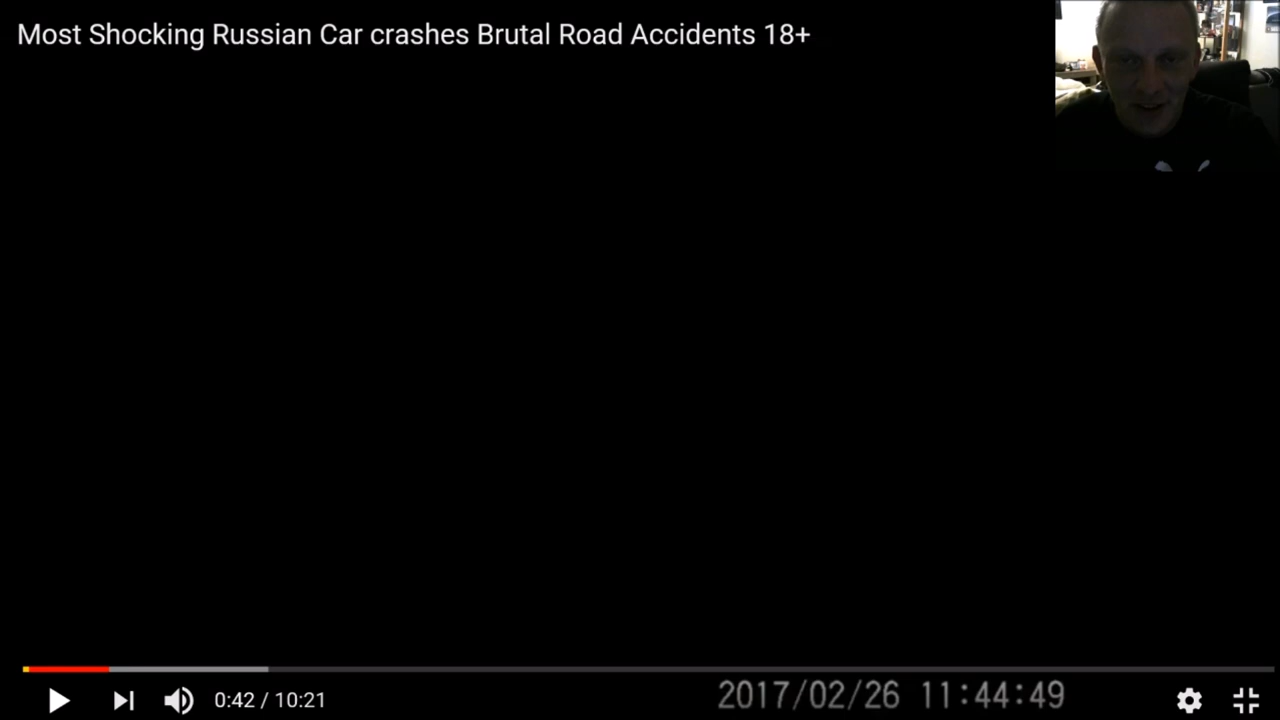 Most Shocking Russian Car crashes Brutal Road Accidents 18+
0:42 / 10:21
2017/02/26 11:44:49